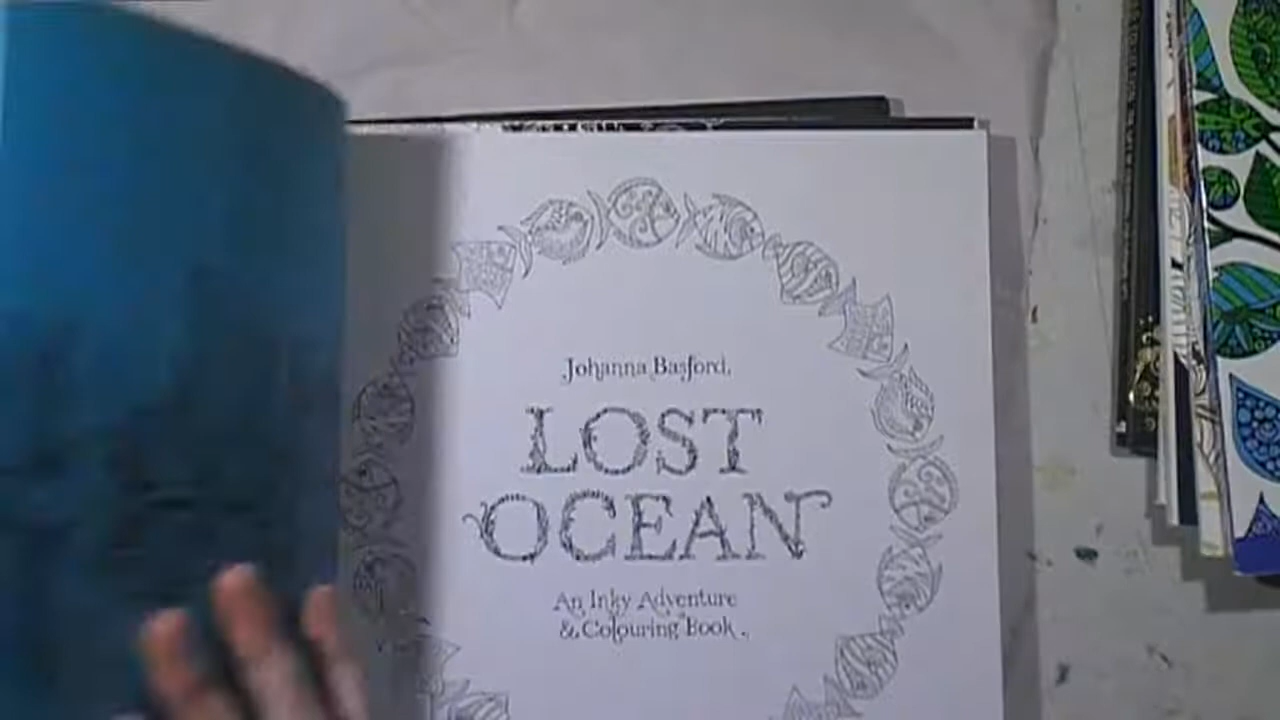 Johanna Basford.
LOST
OCEAN
An Inky Adventure
& Colouring Book.